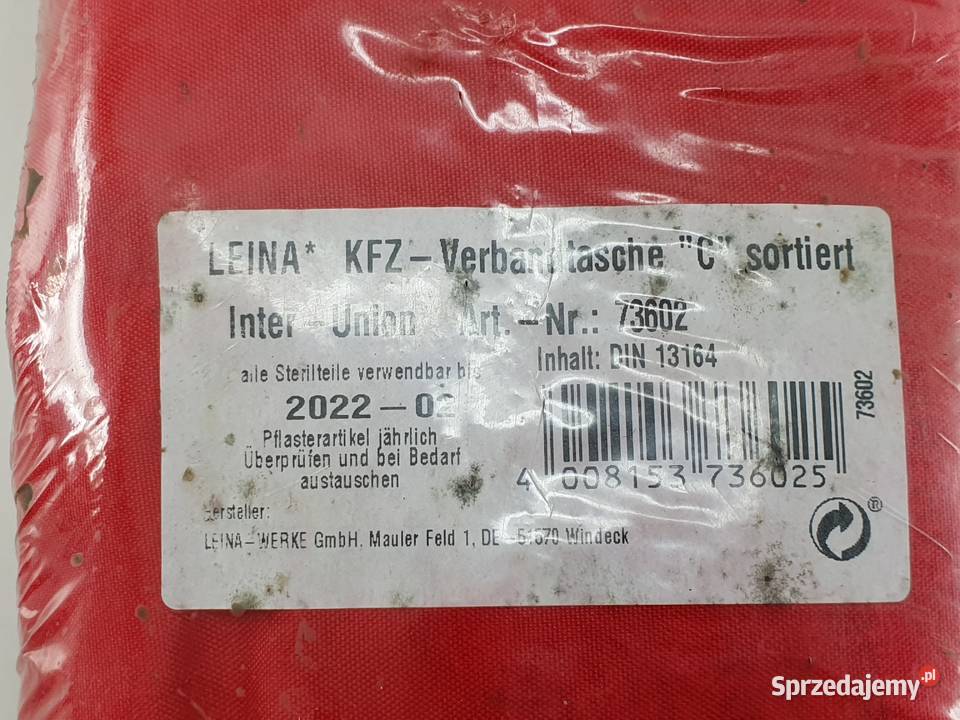 LEINA* KFZ-Verbandtasche "C" sortiert
Inter-Union Art.-Nr.: 73602
Inhalt: DIN 13164
alle Sterilteile verwendbar bis
2022-02
Pflasterartikel jährlich
Überprüfen und bei Bedarf
austauschen
73602
4 008153 736025
Hersteller:
LEINA-WERKE GmbH. Mauler Feld 1, DE-51570 Windeck
®
Sprzedajemy.pl